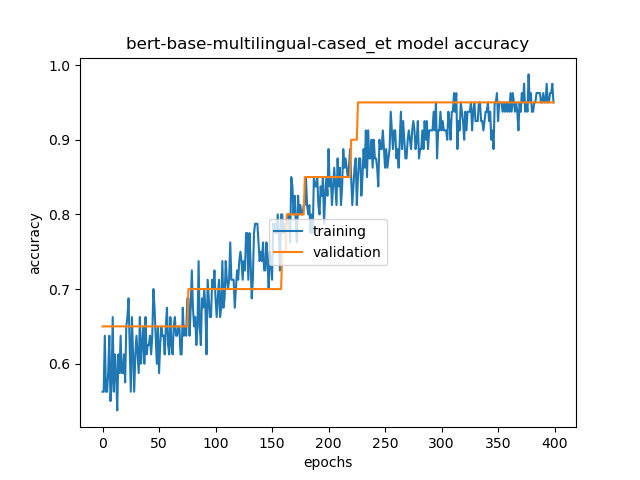 bert-base-multilingual-cased_et model accuracy
1.0
0.9
0.8
0.7
0.6
accuracy
training
validation
0 50 100 150 200 250 300 350 400
epochs